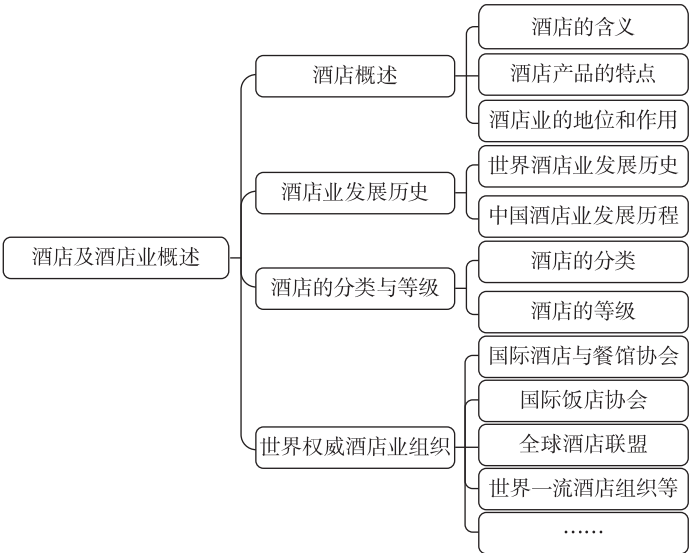 酒店及酒店业概述
酒店概述
酒店的含义
酒店产品的特点
酒店业的地位和作用
酒店业发展历史
世界酒店业发展历史
中国酒店业发展历程
酒店的分类与等级
酒店的分类
酒店的等级
世界权威酒店业组织
国际酒店与餐馆协会
国际饭店协会
全球酒店联盟
世界一流酒店组织等
……